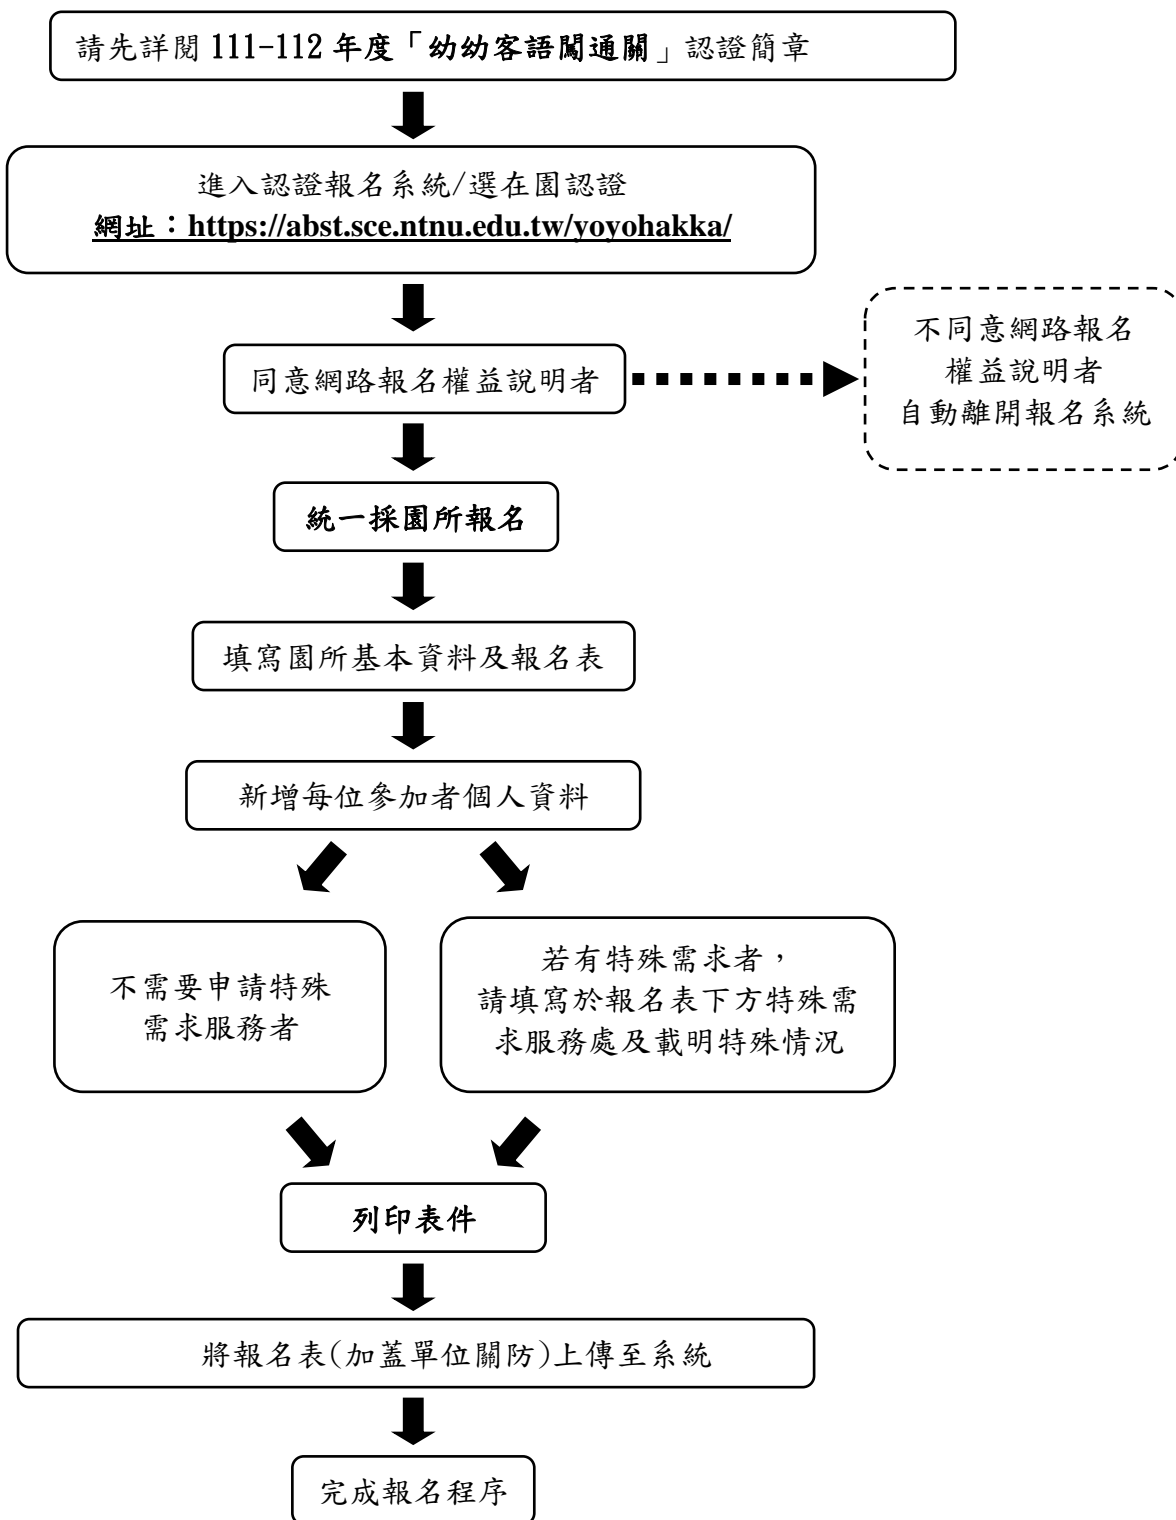 請先詳閱 111-112 年度「幼幼客語闖通關」認證簡章
進入認證報名系統/選在園認證
網址：https://abst.sce.ntnu.edu.tw/yoyohakka/
同意網路報名權益說明者
不同意網路報名
權益說明者
自動離開報名系統
統一採園所報名
填寫園所基本資料及報名表
新增每位參加者個人資料
不需要申請特殊
需求服務者
若有特殊需求者，
請填寫於報名表下方特殊需
求服務處及載明特殊情況
列印表件
將報名表(加蓋單位關防)上傳至系統
完成報名程序